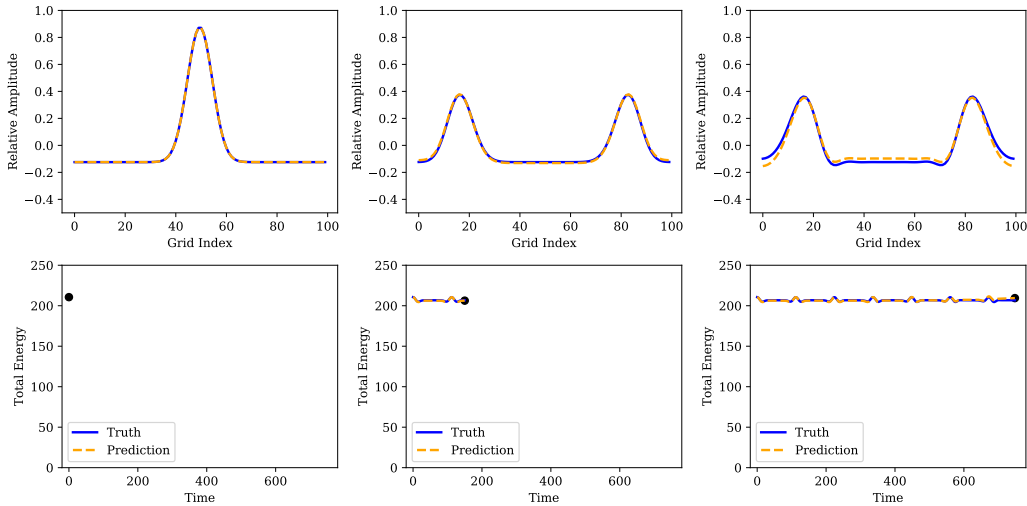 1.0
0.8
0.6
0.4
0.2
0.0
−0.2
−0.4
Relative Amplitude
0 20 40 60 80 100
Grid Index
1.0
0.8
0.6
0.4
0.2
0.0
−0.2
−0.4
Relative Amplitude
0 20 40 60 80 100
Grid Index
1.0
0.8
0.6
0.4
0.2
0.0
−0.2
−0.4
Relative Amplitude
0 20 40 60 80 100
Grid Index
250
200
150
100
50
0
Total Energy
Truth
Prediction
0 200 400 600
Time
250
200
150
100
50
0
Total Energy
Truth
Prediction
0 200 400 600
Time
250
200
150
100
50
0
Total Energy
Truth
Prediction
0 200 400 600
Time